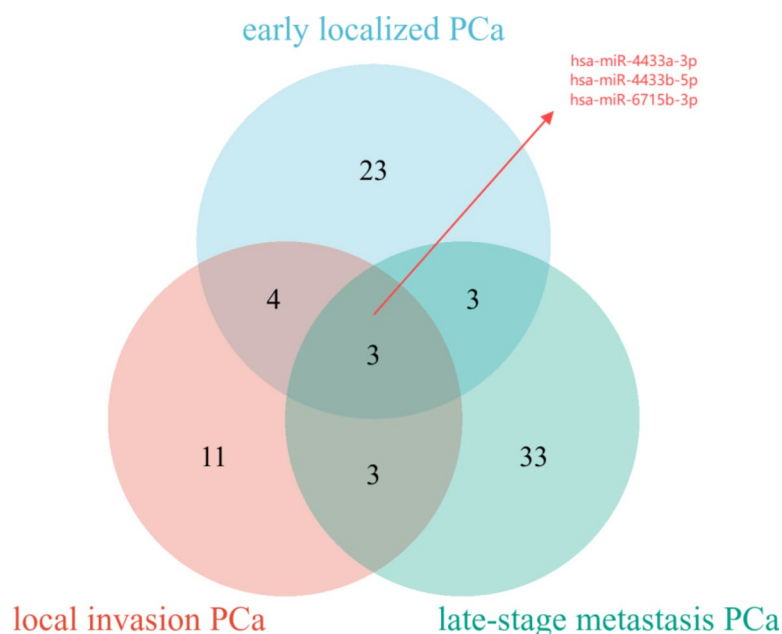 early localized PCa
hsa-miR-4433a-3p
hsa-miR-4433b-5p
hsa-miR-6715b-3p
23
4
3
3
11
3
33
local invasion PCa
late-stage metastasis PCa